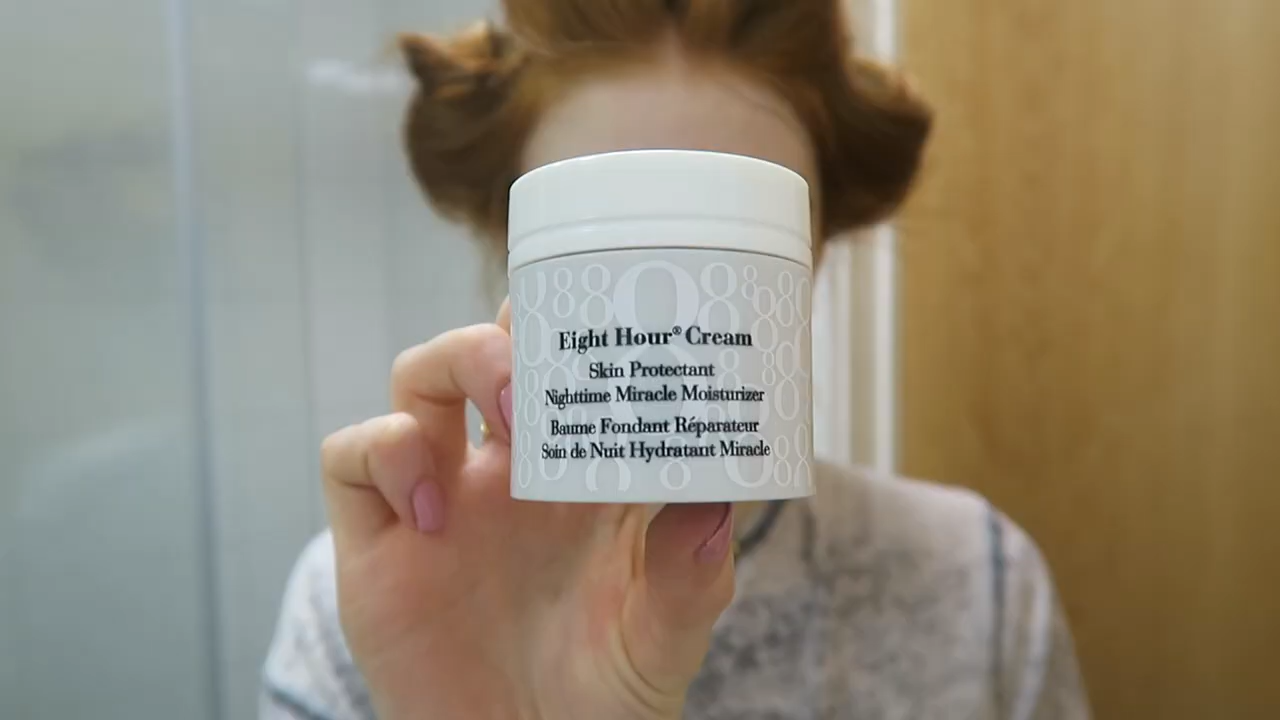 Eight Hour® Cream
Skin Protectant
Nighttime Miracle Moisturizer
Baume Fondant Réparateur
Soin de Nuit Hydratant Miracle